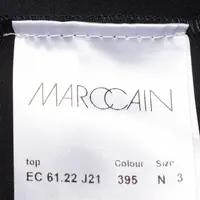 MARCCAIN
top Colour Size
EC 61.22 J21 395 N 3